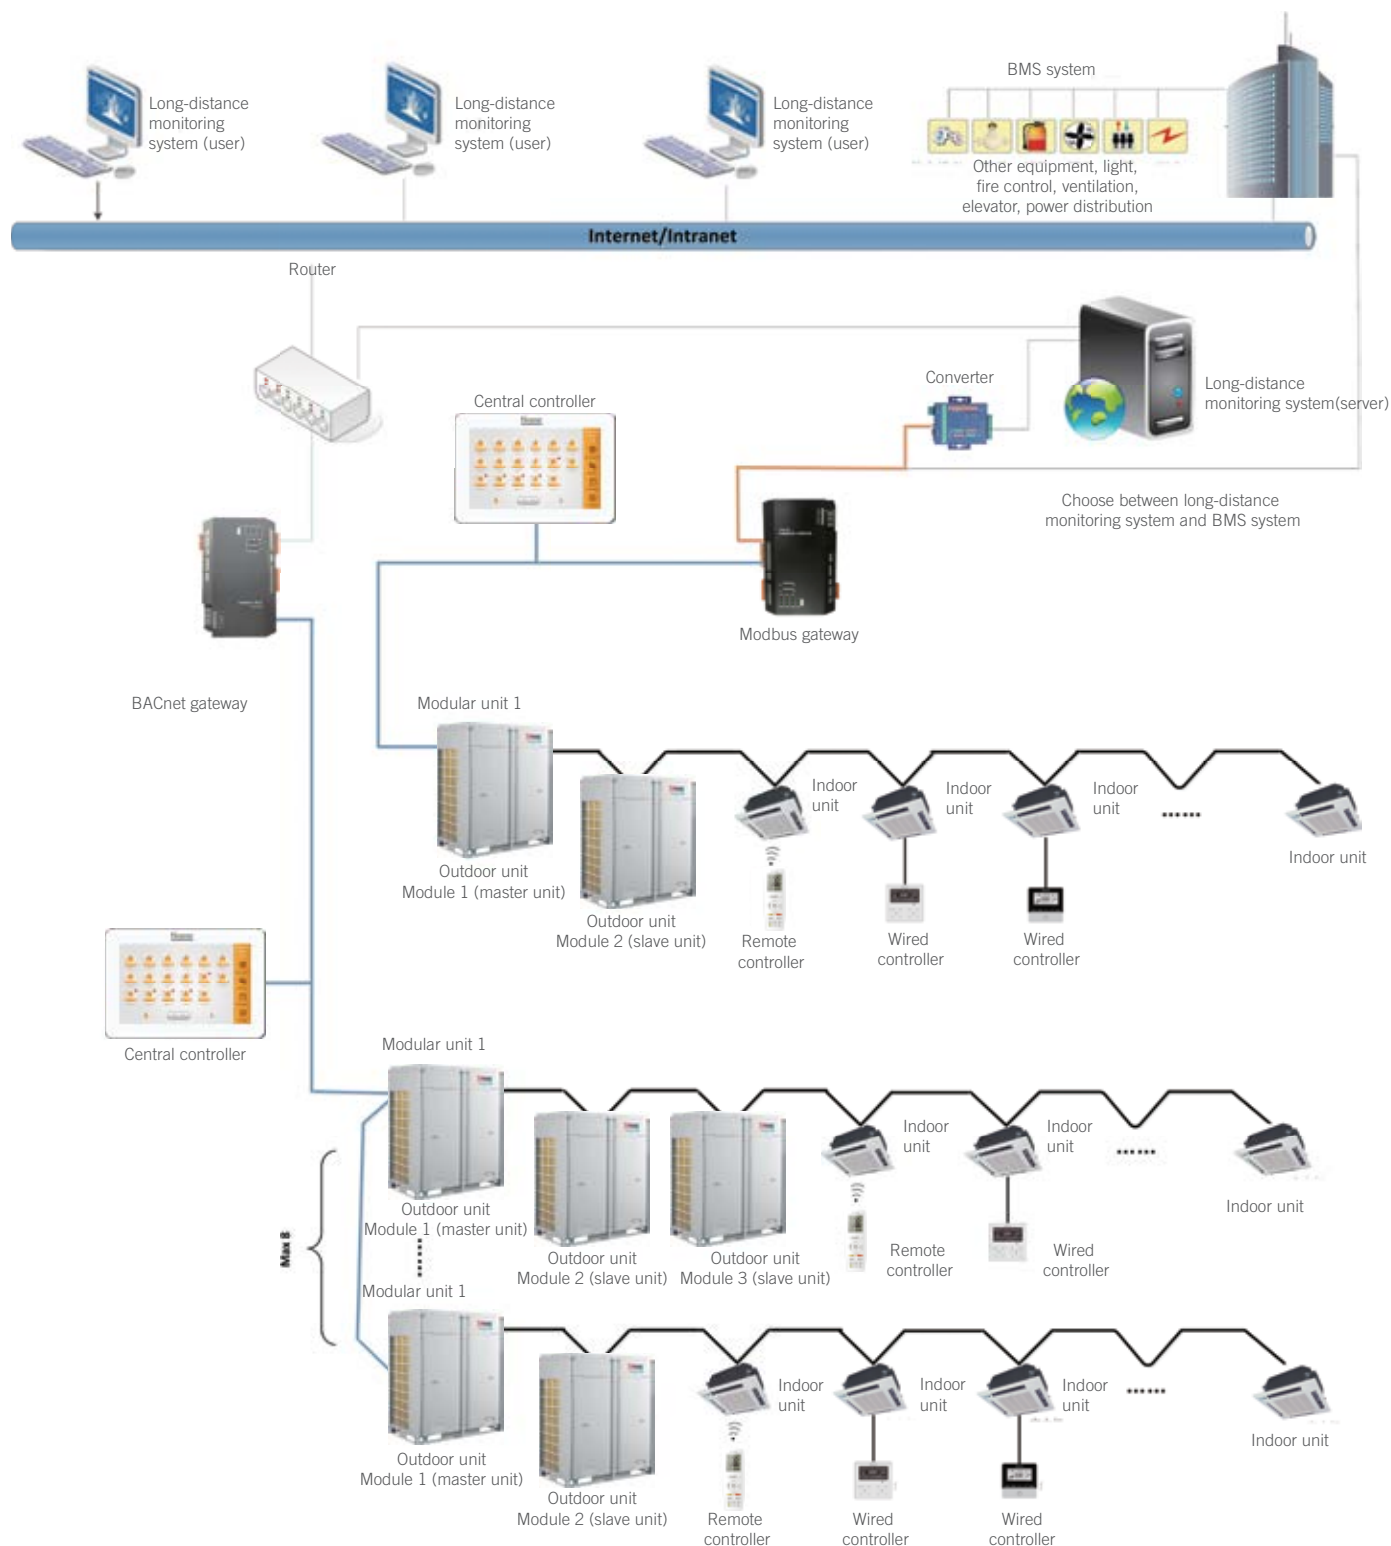 BMS system
Long-distance
monitoring
system (user)
Long-distance
monitoring
system (user)
Long-distance
monitoring
system (user)
Other equipment, light,
fire control, ventilation,
elevator, power distribution
Internet/Intranet
Router
Converter
Long-distance
monitoring system(server)
Central controller
Choose between long-distance
monitoring system and BMS system
Modbus gateway
BACnet gateway
Modular unit 1
Indoor
unit
Indoor
unit
Indoor
unit
......
Indoor unit
Outdoor unit
Module 1 (master unit)
Outdoor unit
Module 2 (slave unit)
Remote
controller
Wired
controller
Wired
controller
Central controller
Modular unit 1
Indoor
unit
Indoor
unit
......
Indoor unit
Max 8
Outdoor unit
Module 1 (master unit)
Outdoor unit
Module 2 (slave unit)
Outdoor unit
Module 3 (slave unit)
Remote
controller
Wired
controller
Modular unit 1
Indoor
unit
Indoor
unit
Indoor
unit
......
Indoor unit
Outdoor unit
Module 1 (master unit)
Outdoor unit
Module 2 (slave unit)
Remote
controller
Wired
controller
Wired
controller